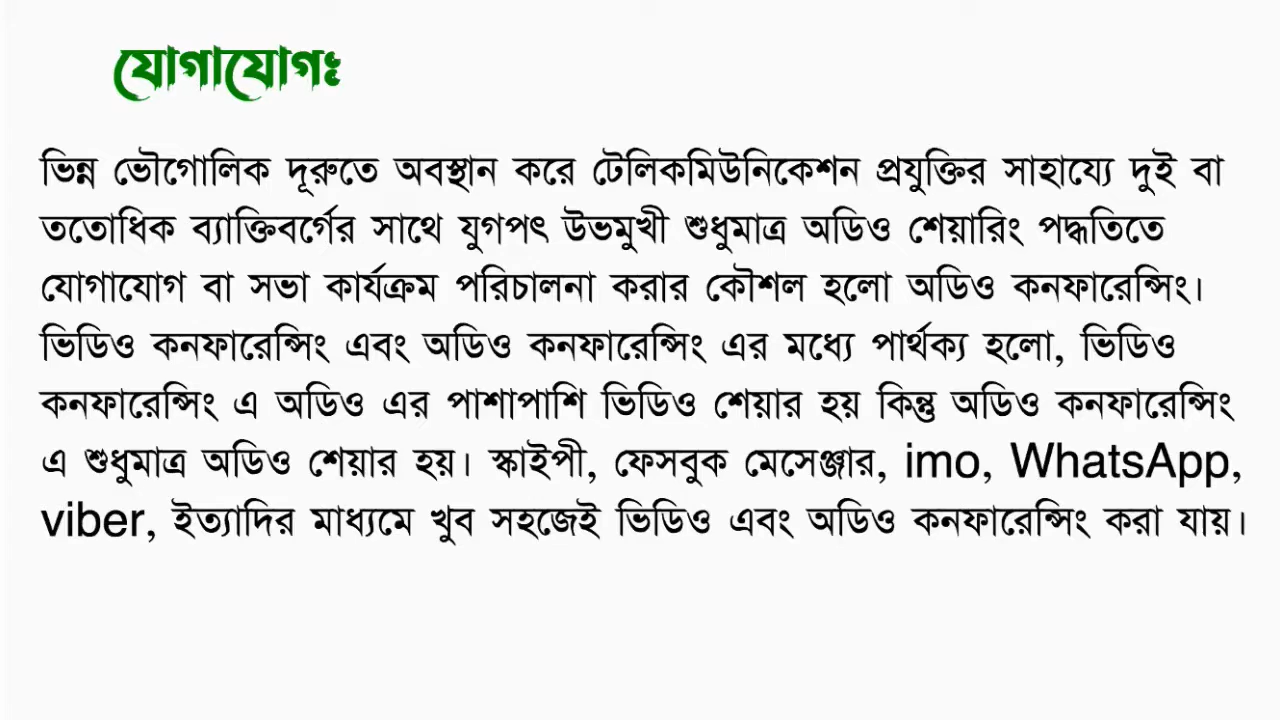 যোগাযোগঃ
ভিন্ন ভৌগোলিক দূরুতে অবস্থান করে টেলিকমিউনিকেশন প্রযুক্তির সাহায্যে দুই বা
ততোধিক ব্যাক্তিবর্গের সাথে যুগপৎ উভমুখী শুধুমাত্র অডিও শেয়ারিং পদ্ধতিতে
যোগাযোগ বা সভা কার্যক্রম পরিচালনা করার কৌশল হলো অডিও কনফারেন্সিং।
ভিডিও কনফারেন্সিং এবং অডিও কনফারেন্সিং এর মধ্যে পার্থক্য হলো, ভিডিও
কনফারেন্সিং এ অডিও এর পাশাপাশি ভিডিও শেয়ার হয় কিন্তু অডিও কনফারেন্সিং
এ শুধুমাত্র অডিও শেয়ার হয়। স্কাইপী, ফেসবুক মেসেঞ্জার, imo, WhatsApp,
viber, ইত্যাদির মাধ্যমে খুব সহজেই ভিডিও এবং অডিও কনফারেন্সিং করা যায়।